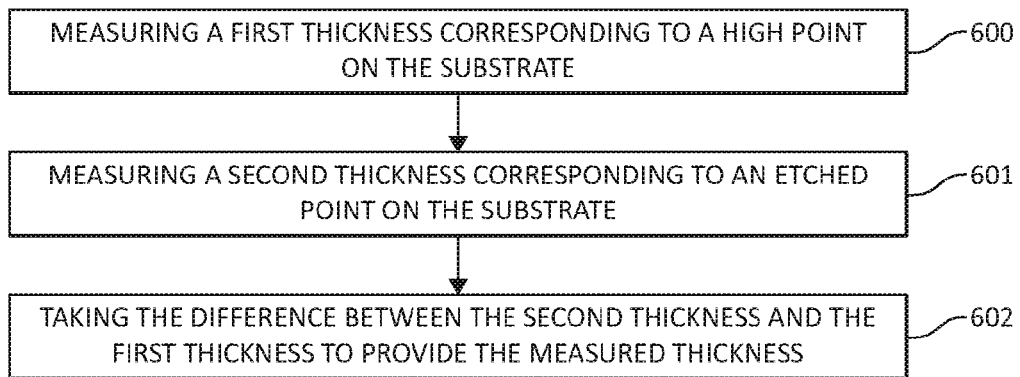 MEASURING A FIRST THICKNESS CORRESPONDING TO A HIGH POINT
ON THE SUBSTRATE
600
MEASURING A SECOND THICKNESS CORRESPONDING TO AN ETCHED
POINT ON THE SUBSTRATE
601
TAKING THE DIFFERENCE BETWEEN THE SECOND THICKNESS AND THE
FIRST THICKNESS TO PROVIDE THE MEASURED THICKNESS
602